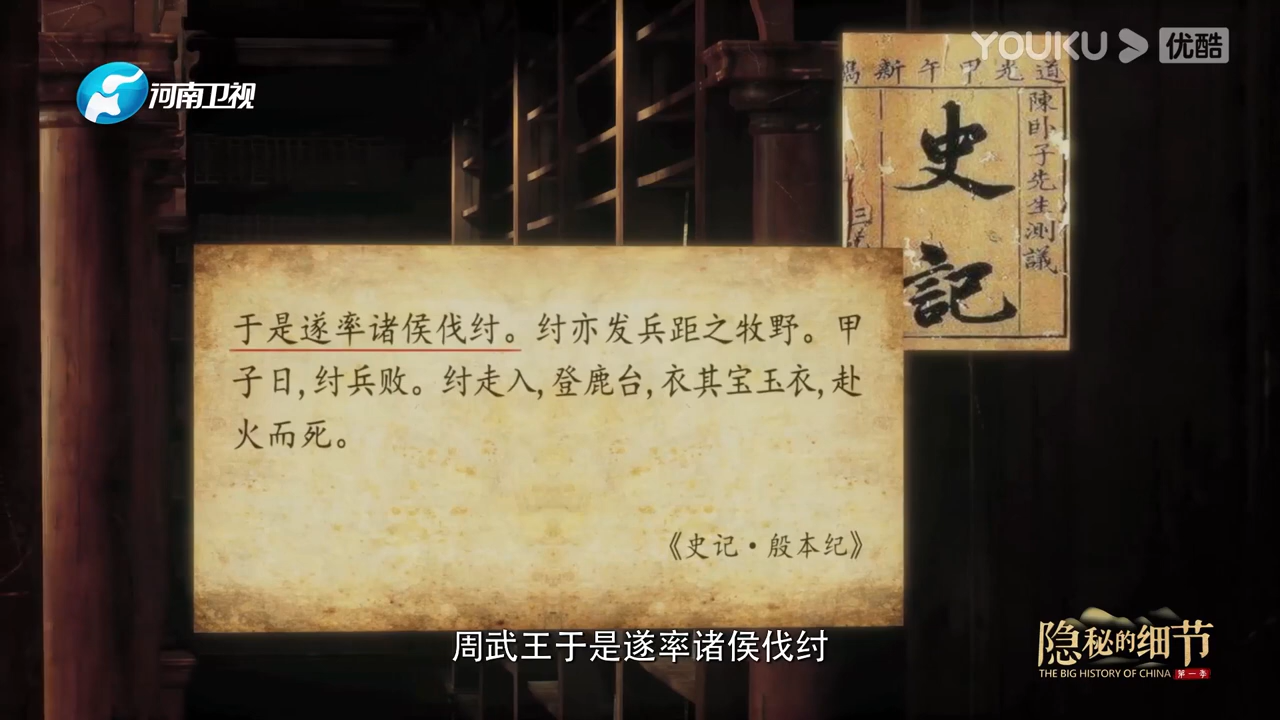 YOUKU 优酷
河南卫视
道光甲午新鐫
陳卧子先生測議
史記
于是遂率诸侯伐纣。纣亦发兵距之牧野。甲
子日,纣兵败。纣走入,登鹿台,衣其宝玉衣,赴
火而死。
《史记·殷本纪》
周武王于是遂率诸侯伐纣
隐秘的细节
THE BIG HISTORY OF CHINA 第一季